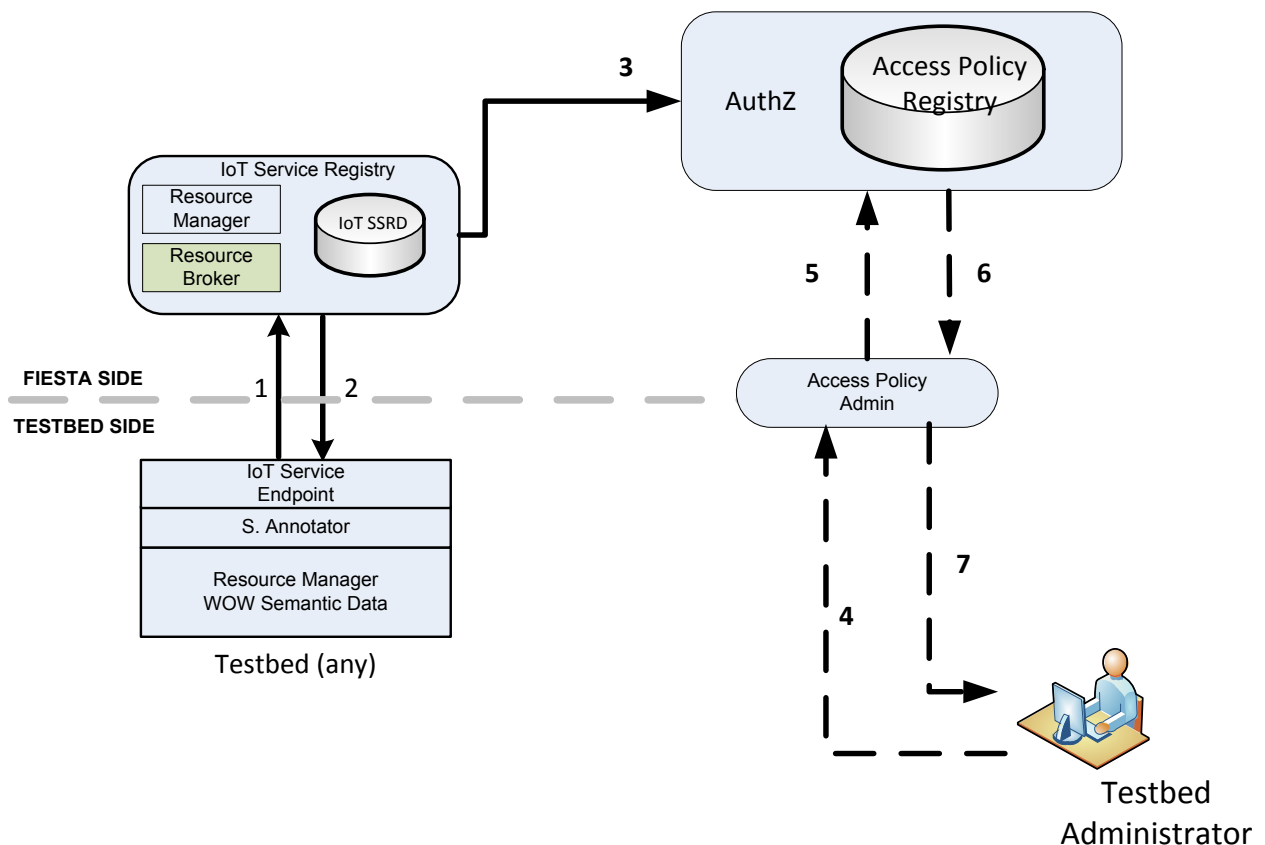 3
Access Policy
Registry
AuthZ
IoT Service Registry
Resource
Manager
IoT SSRD
Resource
Broker
5
6
FIESTA SIDE
1
2
TESTBED SIDE
Access Policy
Admin
IoT Service
Endpoint
S. Annotator
Resource Manager
WOW Semantic Data
Testbed (any)
7
4
Testbed
Administrator